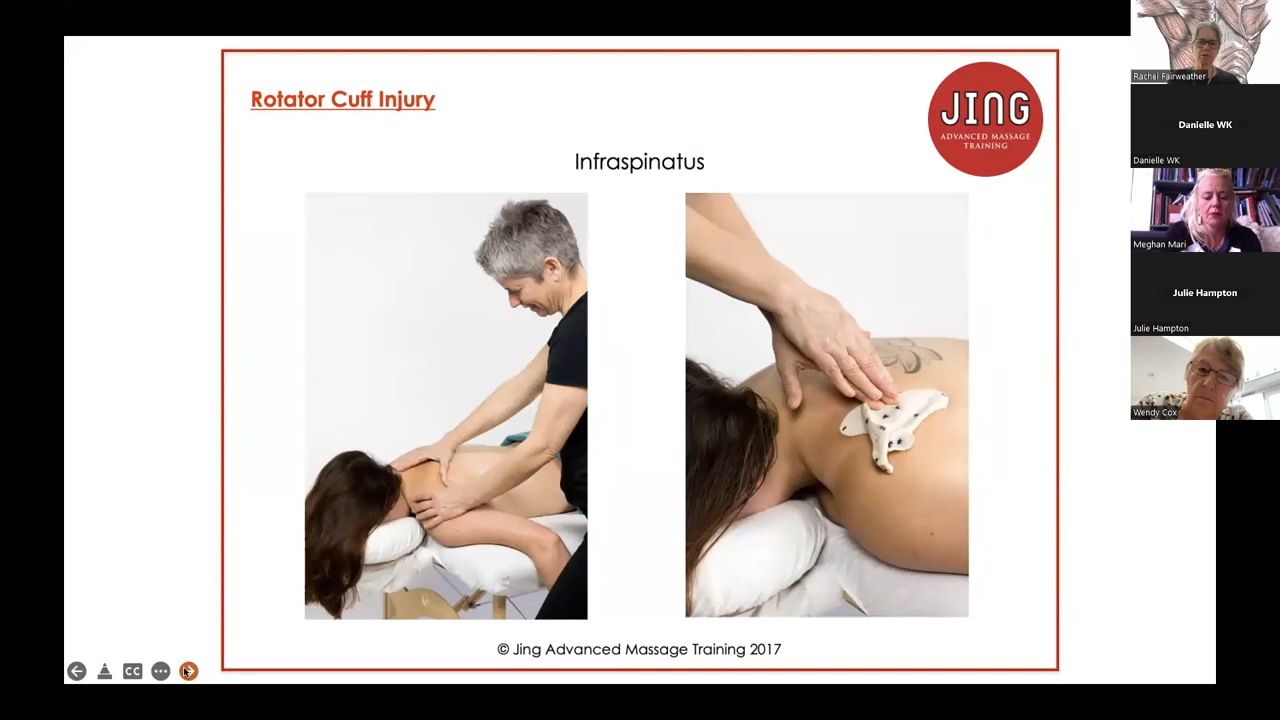 Rotator Cuff Injury
JING
ADVANCED MASSAGE
TRAINING
Infraspinatus
© Jing Advanced Massage Training 2017
CC
Rachel Fairweather
Danielle WK
Danielle WK
Meghan Mari
Julie Hampton
Julie Hampton
Wendy Cox